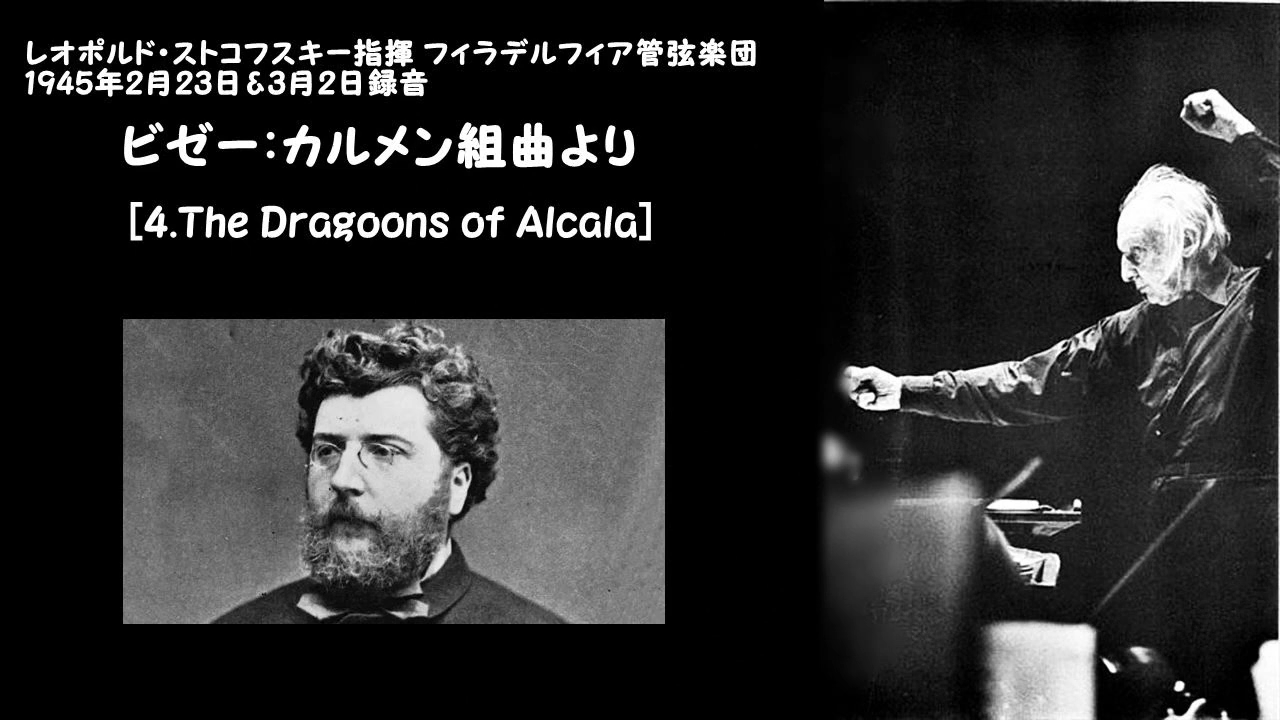 レオポルド・ストコフスキー指揮 フィラデルフィア管弦楽団
1945年2月23日&3月2日録音
ビゼー:カルメン組曲より
[4.The Dragoons of Alcala]